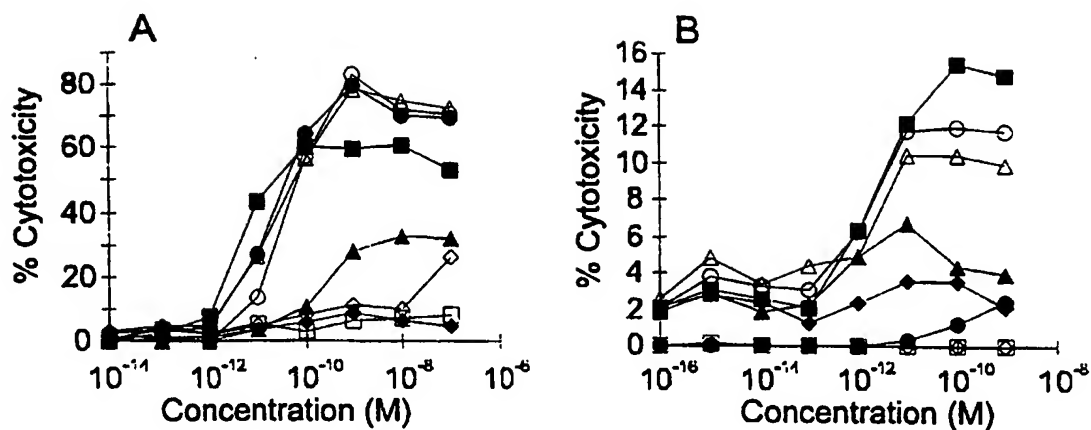 A
% Cytotoxicity
80
60
40
20
0
10⁻¹⁴ 10⁻¹² 10⁻¹⁰ 10⁻⁸ 10⁻⁶
Concentration (M)
B
% Cytotoxicity
16
14
12
10
8
6
4
2
0
10⁻¹⁶ 10⁻¹⁴ 10⁻¹² 10⁻¹⁰ 10⁻⁸
Concentration (M)